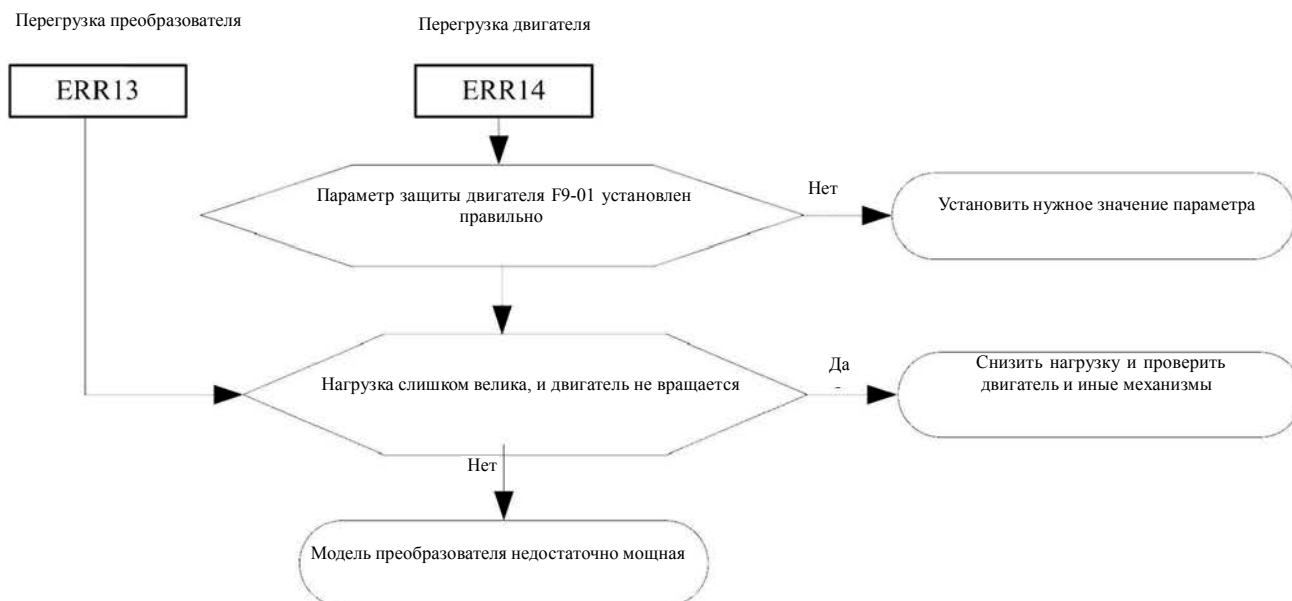 Перегрузка преобразователя
Перегрузка двигателя
ERR13
ERR14
Параметр защиты двигателя F9-01 установлен
правильно
Нет
Установить нужное значение параметра
Нагрузка слишком велика, и двигатель не вращается
Да
Снизить нагрузку и проверить
двигатель и иные механизмы
Нет
Модель преобразователя недостаточно мощная